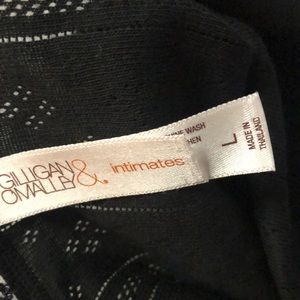 GILLIGAN
& O'MALLEY
intimates
WASH
L
MADE IN
THAILAND